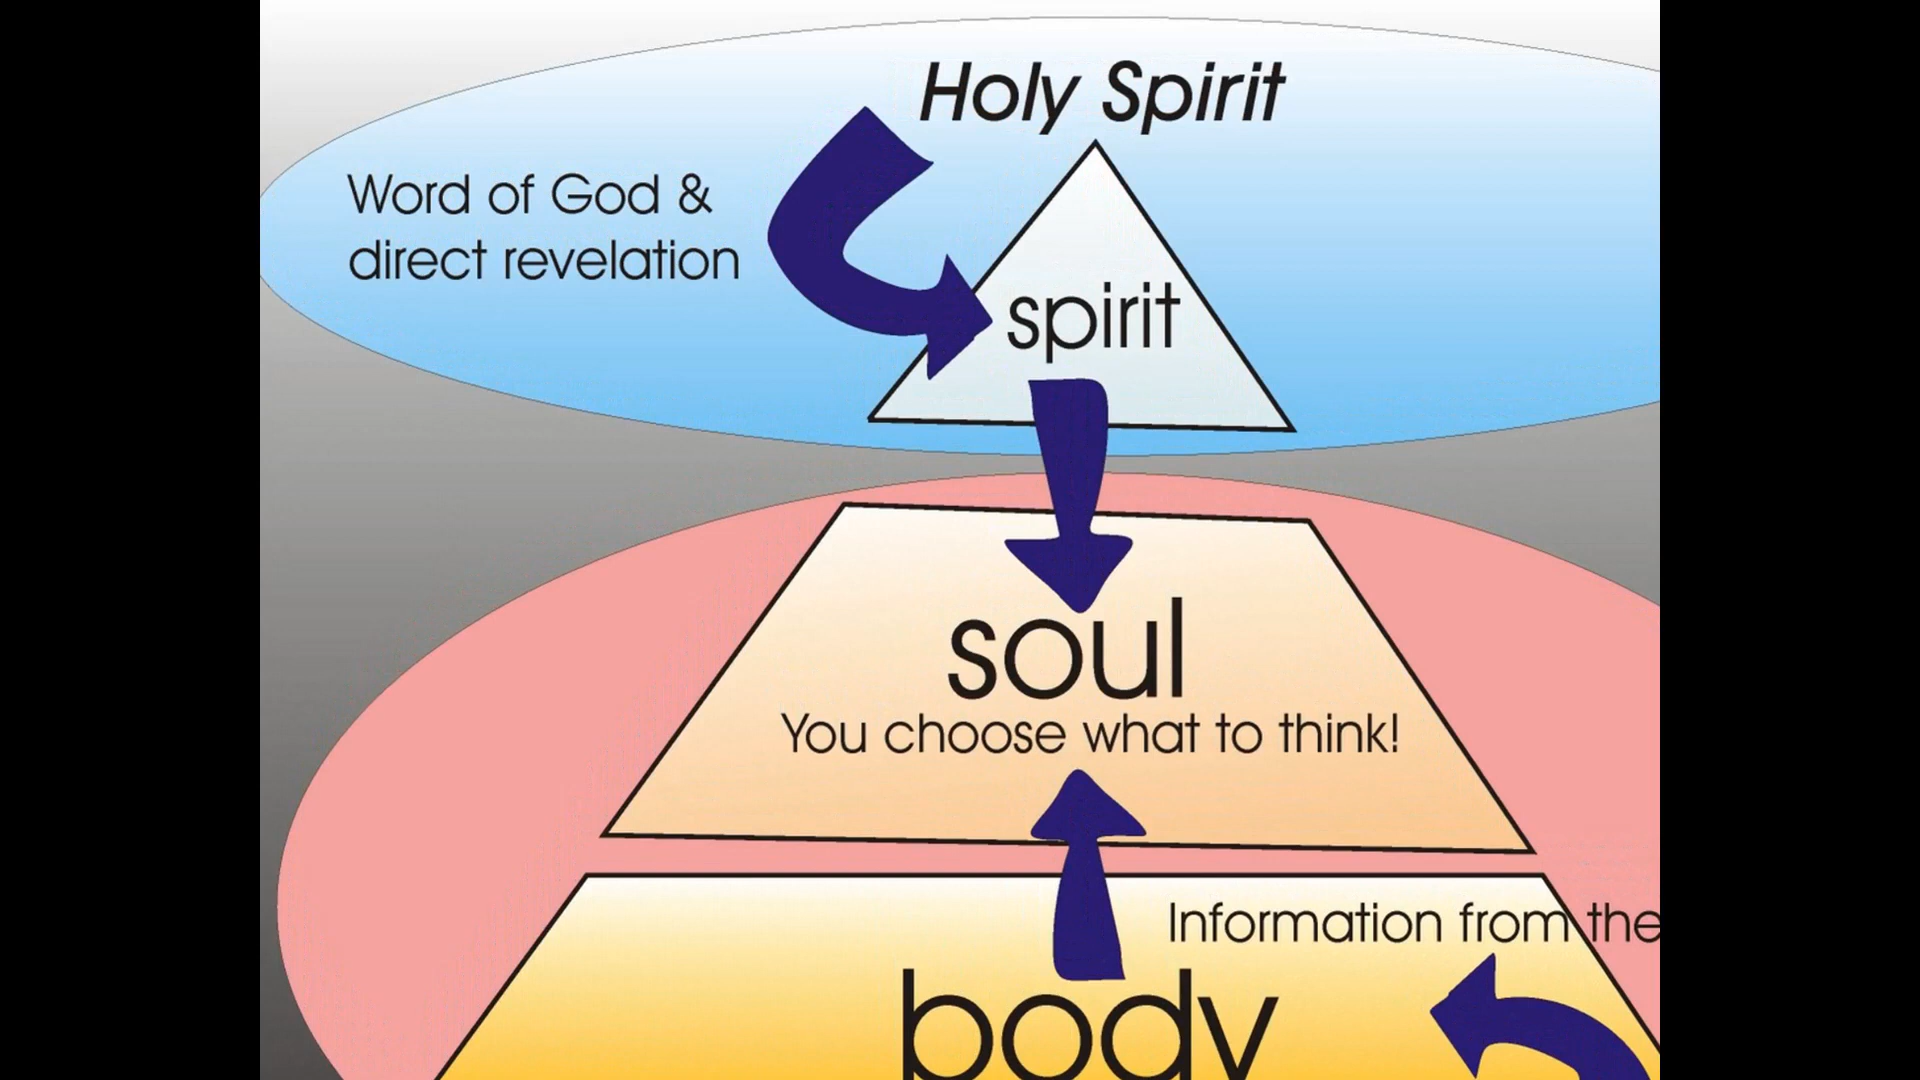 Holy Spirit
Word of God &
direct revelation
spirit
soul
You choose what to think!
Information from the
body